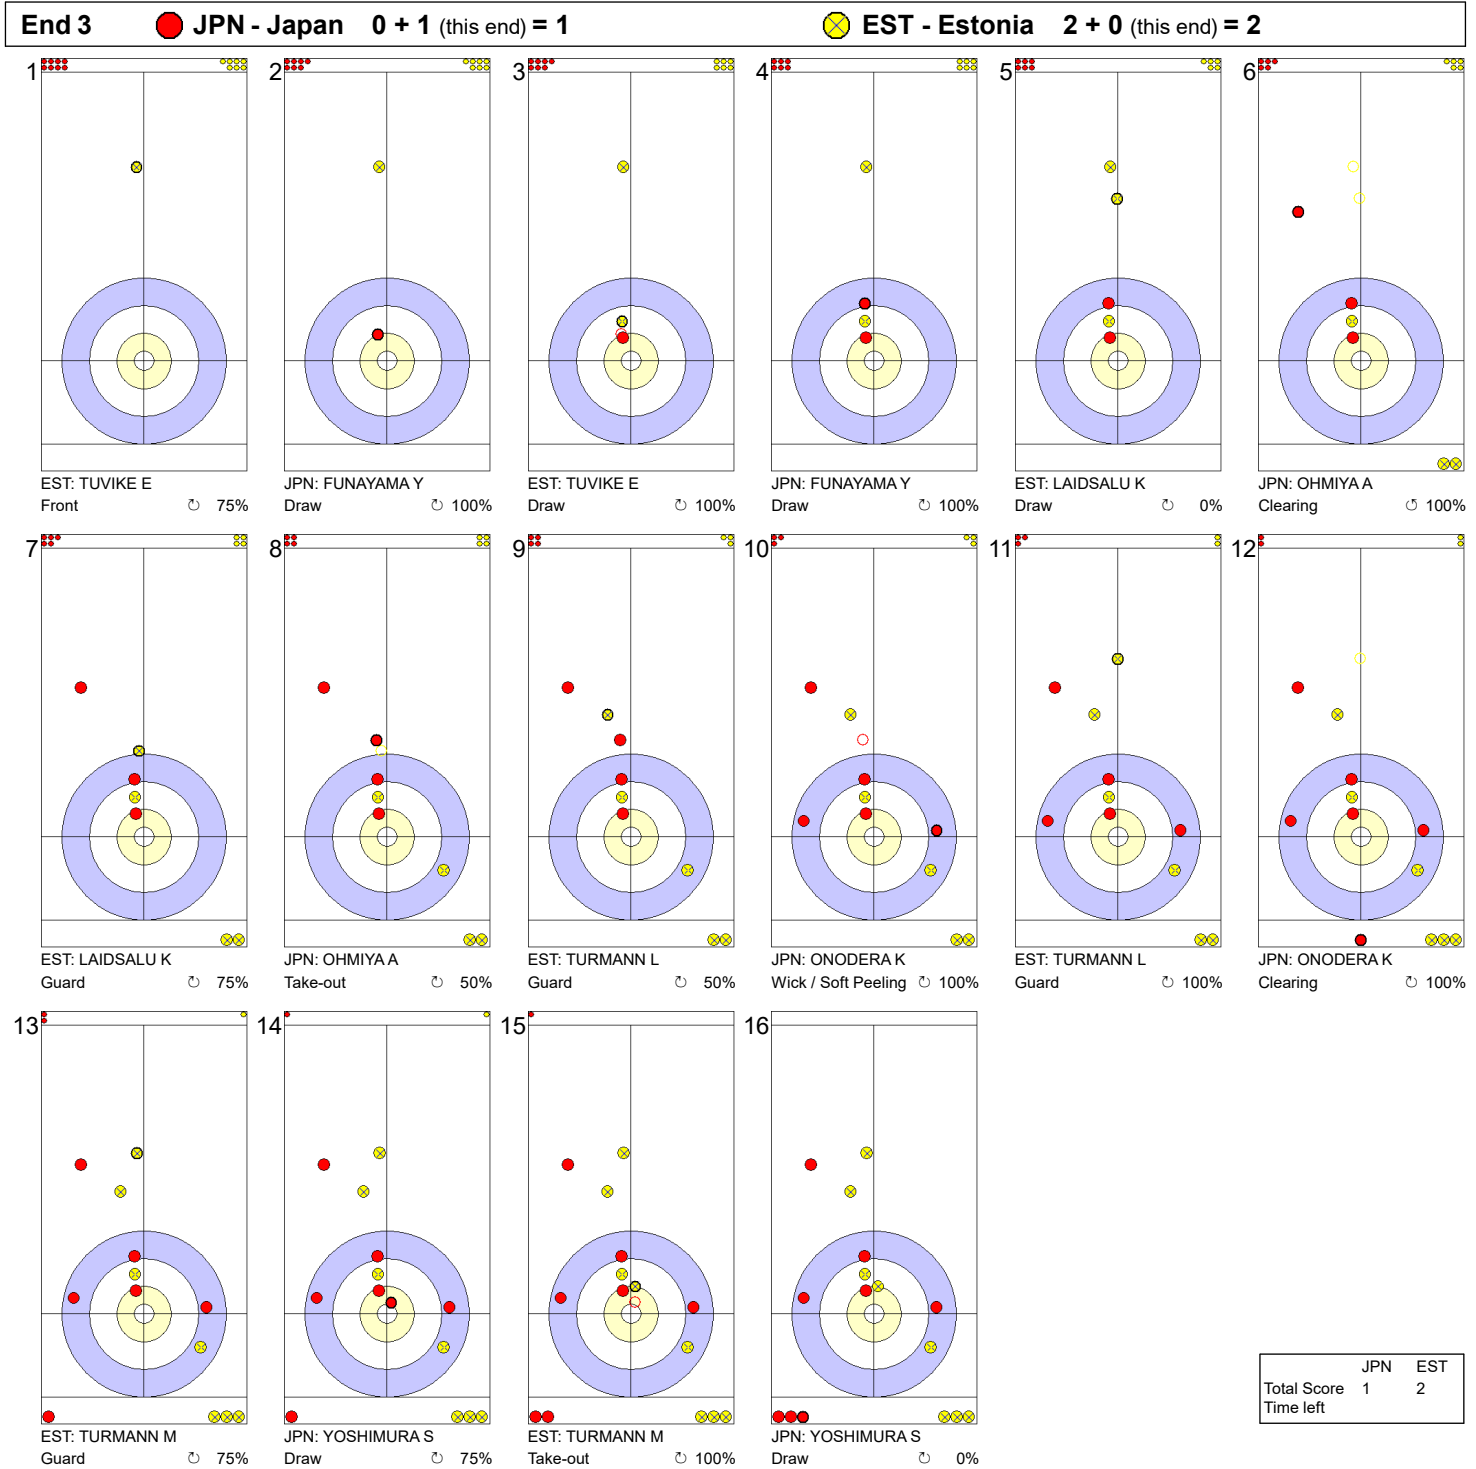 End 3 JPN - Japan 0 + 1 (this end) = 1 EST - Estonia 2 + 0 (this end) = 2
1 2 3 4 5 6
EST: TUVIKE E JPN: FUNAYAMA Y EST: TUVIKE E JPN: FUNAYAMA Y EST: LAIDSALU K JPN: OHMIYA A
Front ↻ 75% Draw ↻ 100% Draw ↻ 100% Draw ↻ 100% Draw ↻ 0% Clearing ↺ 100%
7 8 9 10 11 12
EST: LAIDSALU K JPN: OHMIYA A EST: TURMANN L JPN: ONODERA K EST: TURMANN L JPN: ONODERA K
Guard ↻ 75% Take-out ↻ 50% Guard ↻ 50% Wick / Soft Peeling ↻ 100% Guard ↻ 100% Clearing ↻ 100%
13 14 15 16
EST: TURMANN M JPN: YOSHIMURA S EST: TURMANN M JPN: YOSHIMURA S
Guard ↻ 75% Draw ↻ 75% Take-out ↻ 100% Draw ↻ 0%
JPN EST
Total Score 1 2
Time left